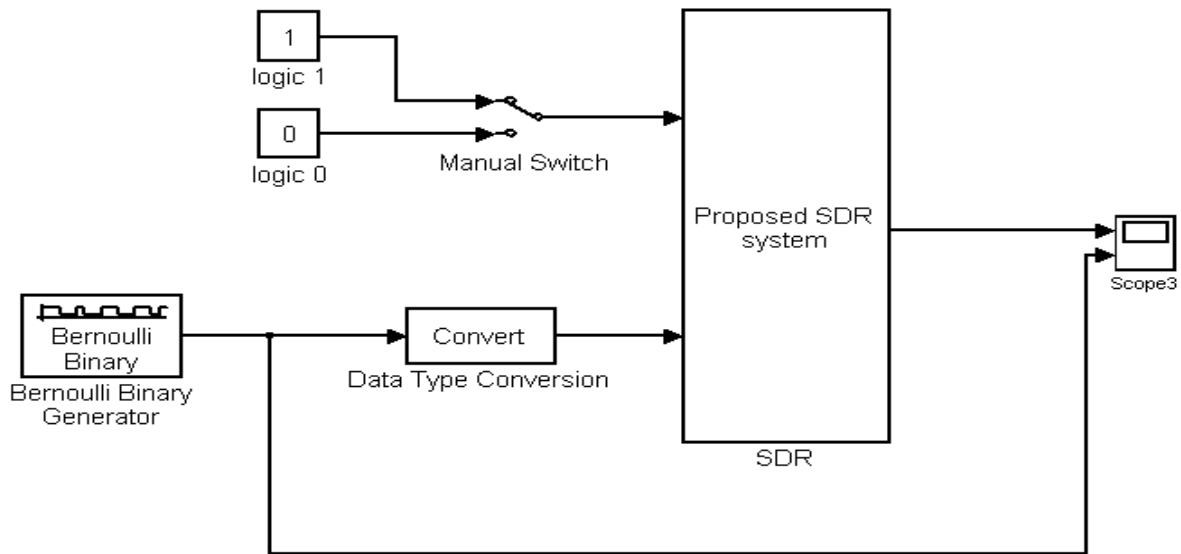 1
logic 1
0
logic 0
Manual Switch
Proposed SDR
system
Scope3
Bernoulli
Binary
Bernoulli Binary
Generator
Convert
Data Type Conversion
SDR